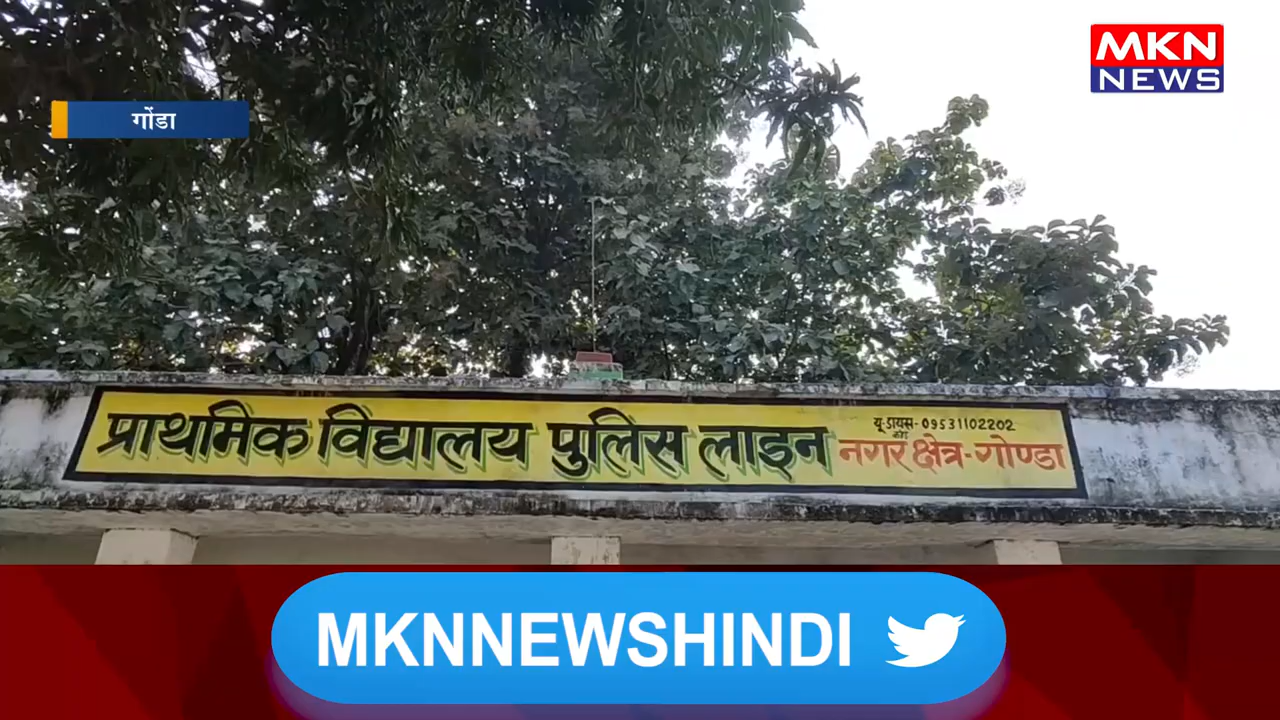 MKN
NEWS
गोंडा
प्राथमिक विद्यालय पुलिस लाइन
यू-डायस-09531102202
कोड
नगर क्षेत्र-गोण्डा
MKNNEWSHINDI